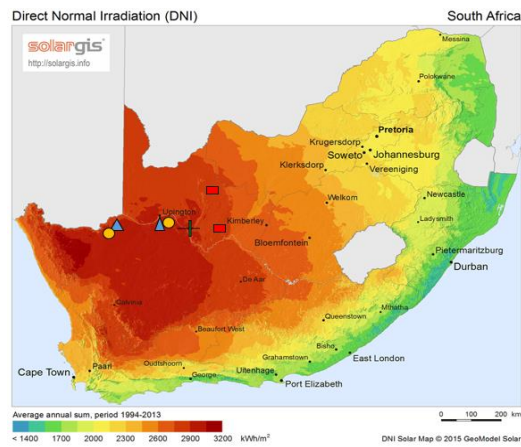 Direct Normal Irradiation (DNI)
South Africa
solargis
http://solargis.info
Messina
Polokwane
Pretoria
Krugersdorp
Soweto
Johannesburg
Vereeniging
Klerksdorp
Welkom
Newcastle
Upington
Kimberley
Ladysmith
Bloemfontein
Pietermaritzburg
Durban
De Aar
Calvinia
Mthatha
Queenstown
Beaufort West
Bisho
East London
Grahamstown
Cape Town
Paarl
Oudtshoorn
George
Uitenhage
Port Elizabeth
Average annual sum, period 1994-2013
0 100 200 km
< 1400 1700 2000 2300 2600 2900 3200 kWh/m²
DNI Solar Map © 2015 GeoModel Solar